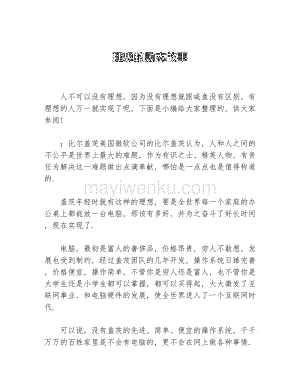 人不可以没有理想,因为没有理想就跟咸鱼没有区别,有
理想的人万一就实现了呢,下面是小编给大家整理的,供大家
参阅!
:比尔盖茨美国微软公司的比盖茨认为,人和人之间的
不公平是世界上最大的难题,作为有识之士,精英人物,有责
任为解决这一难题做出点滴奉献,哪怕是一点点也是值得称道
的.
mayiwenku.com
盖茨年轻时就有这样的理想,要是会世界每一个家庭的办
公桌上都能放一台电脑,那该有多好,并为之奋斗了好长时间
,现在实现了.
电脑,最初是富人的奢侈品,价格昂贵,穷人不敢想,发
展也受到制约,经过盖茨团队的几年开发,操作系统日臻完善
,价格便宜,操作简单,不管你是穷人还是富人,也不管你是
大学生还是小学生都可以掌握,都可以买得起,大大激发了互
联网事业,和电脑硬件的发展,使全世界进入了一个互联网时
代.
可以说,没有盖茨的先进、简单、便宜的操作系统,千千
万万的百姓家里是不会有电脑的,更不会在网上做各种事情.